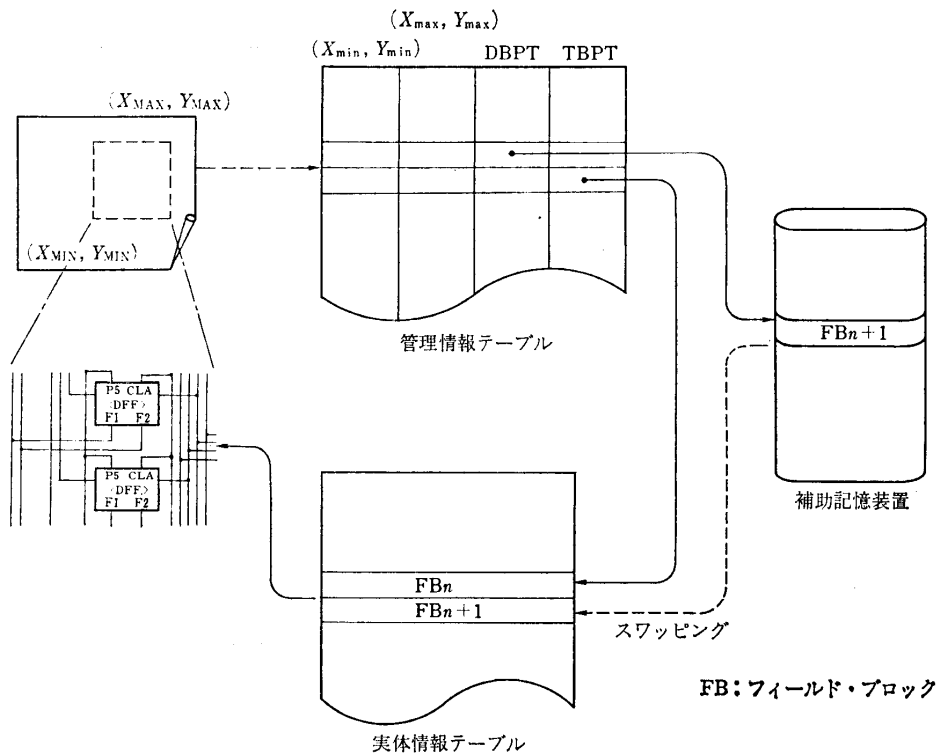 (Xmax, Ymax)
(Xmin, Ymin) DBPT TBPT
(XMAX, YMAX)
(XMIN, YMIN)
管理情報テーブル
FBn+1
補助記憶装置
P5 CLA
〈DFF〉
F1 F2
P5 CLA
〈DFF〉
F1 F2
FBn
FBn+1
スワッピング
FB:フィールド・ブロック
実体情報テーブル